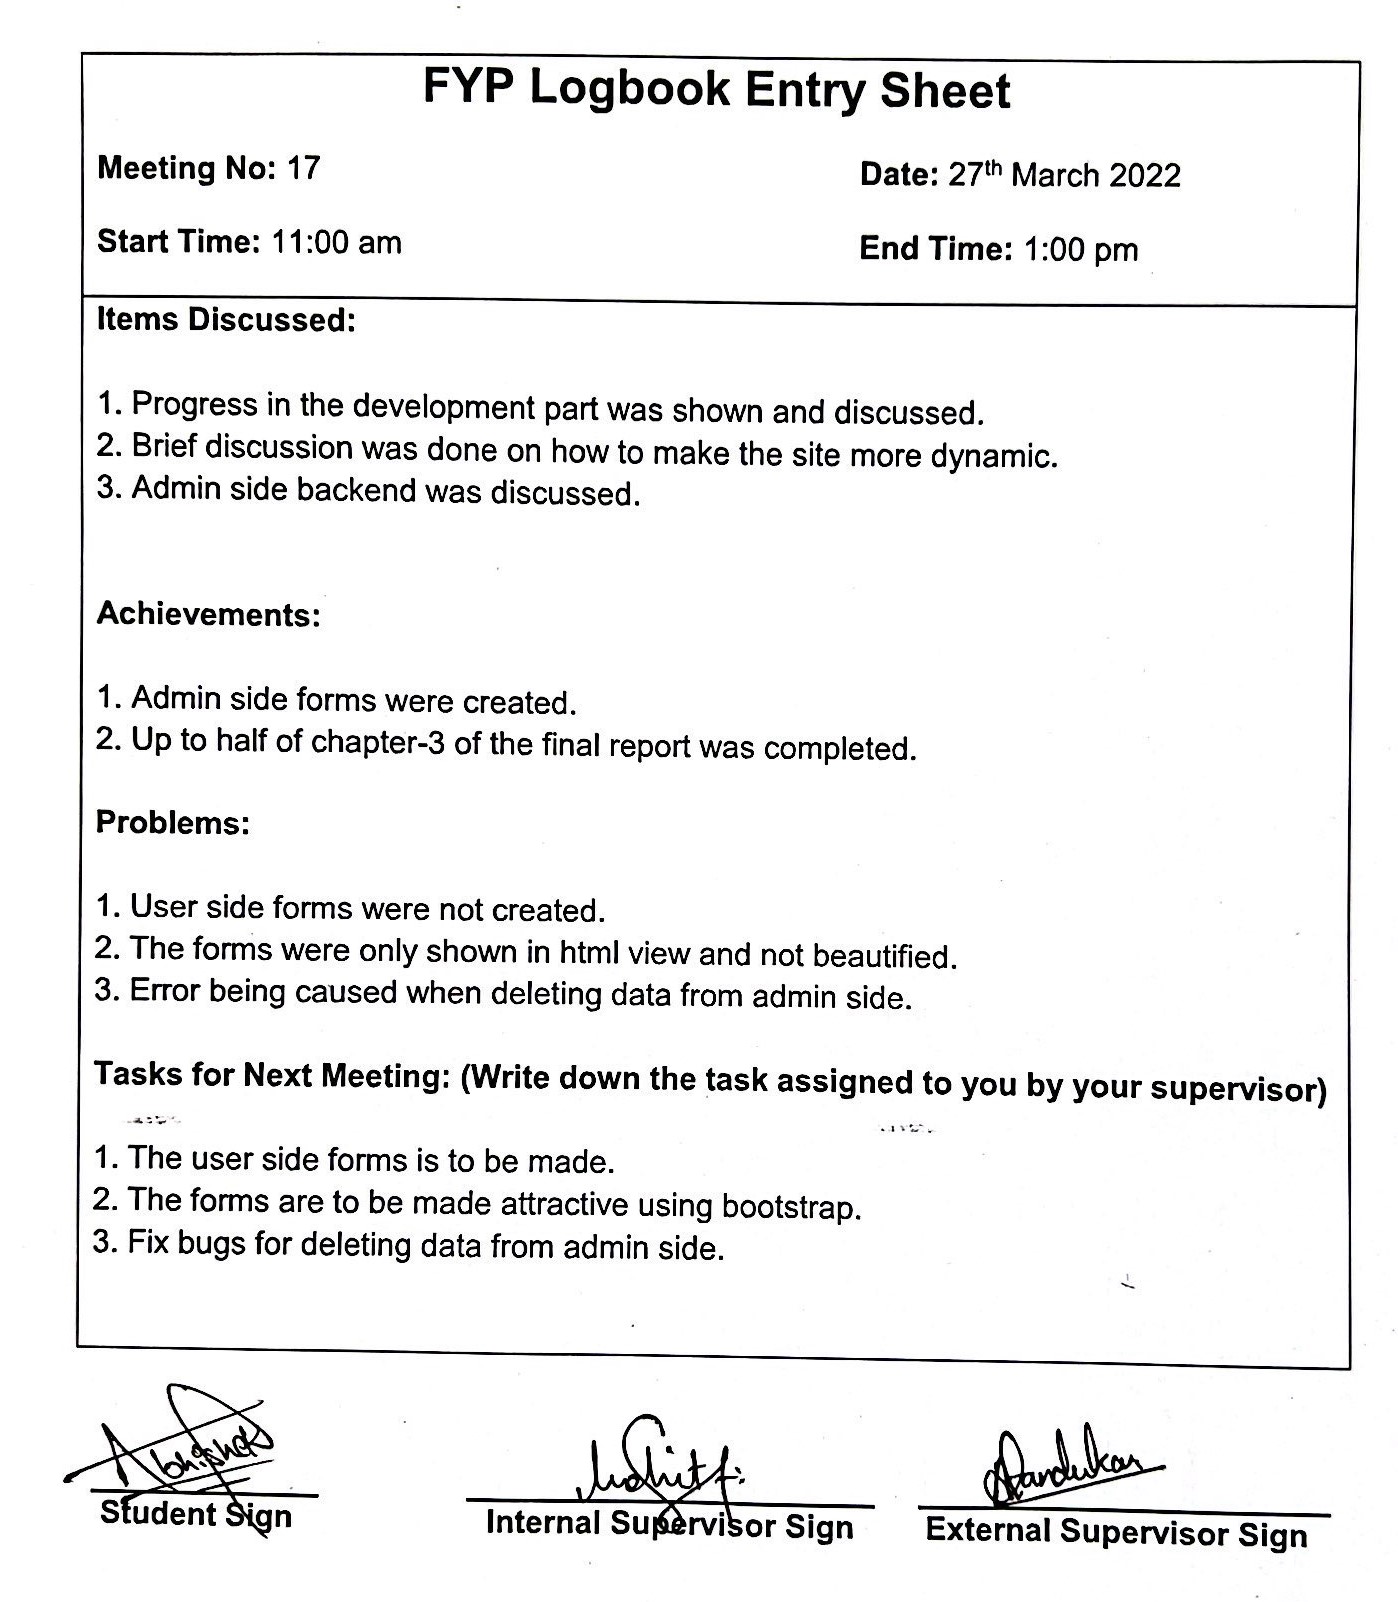 FYP Logbook Entry Sheet
Meeting No: 17
Date: 27th March 2022
Start Time: 11:00 am
End Time: 1:00 pm
Items Discussed:
1. Progress in the development part was shown and discussed.
2. Brief discussion was done on how to make the site more dynamic.
3. Admin side backend was discussed.
Achievements:
1. Admin side forms were created.
2. Up to half of chapter-3 of the final report was completed.
Problems:
1. User side forms were not created.
2. The forms were only shown in html view and not beautified.
3. Error being caused when deleting data from admin side.
Tasks for Next Meeting: (Write down the task assigned to you by your supervisor)
1. The user side forms is to be made.
2. The forms are to be made attractive using bootstrap.
3. Fix bugs for deleting data from admin side.
Abhishek
Student Sign
Internal Supervisor Sign
External Supervisor Sign